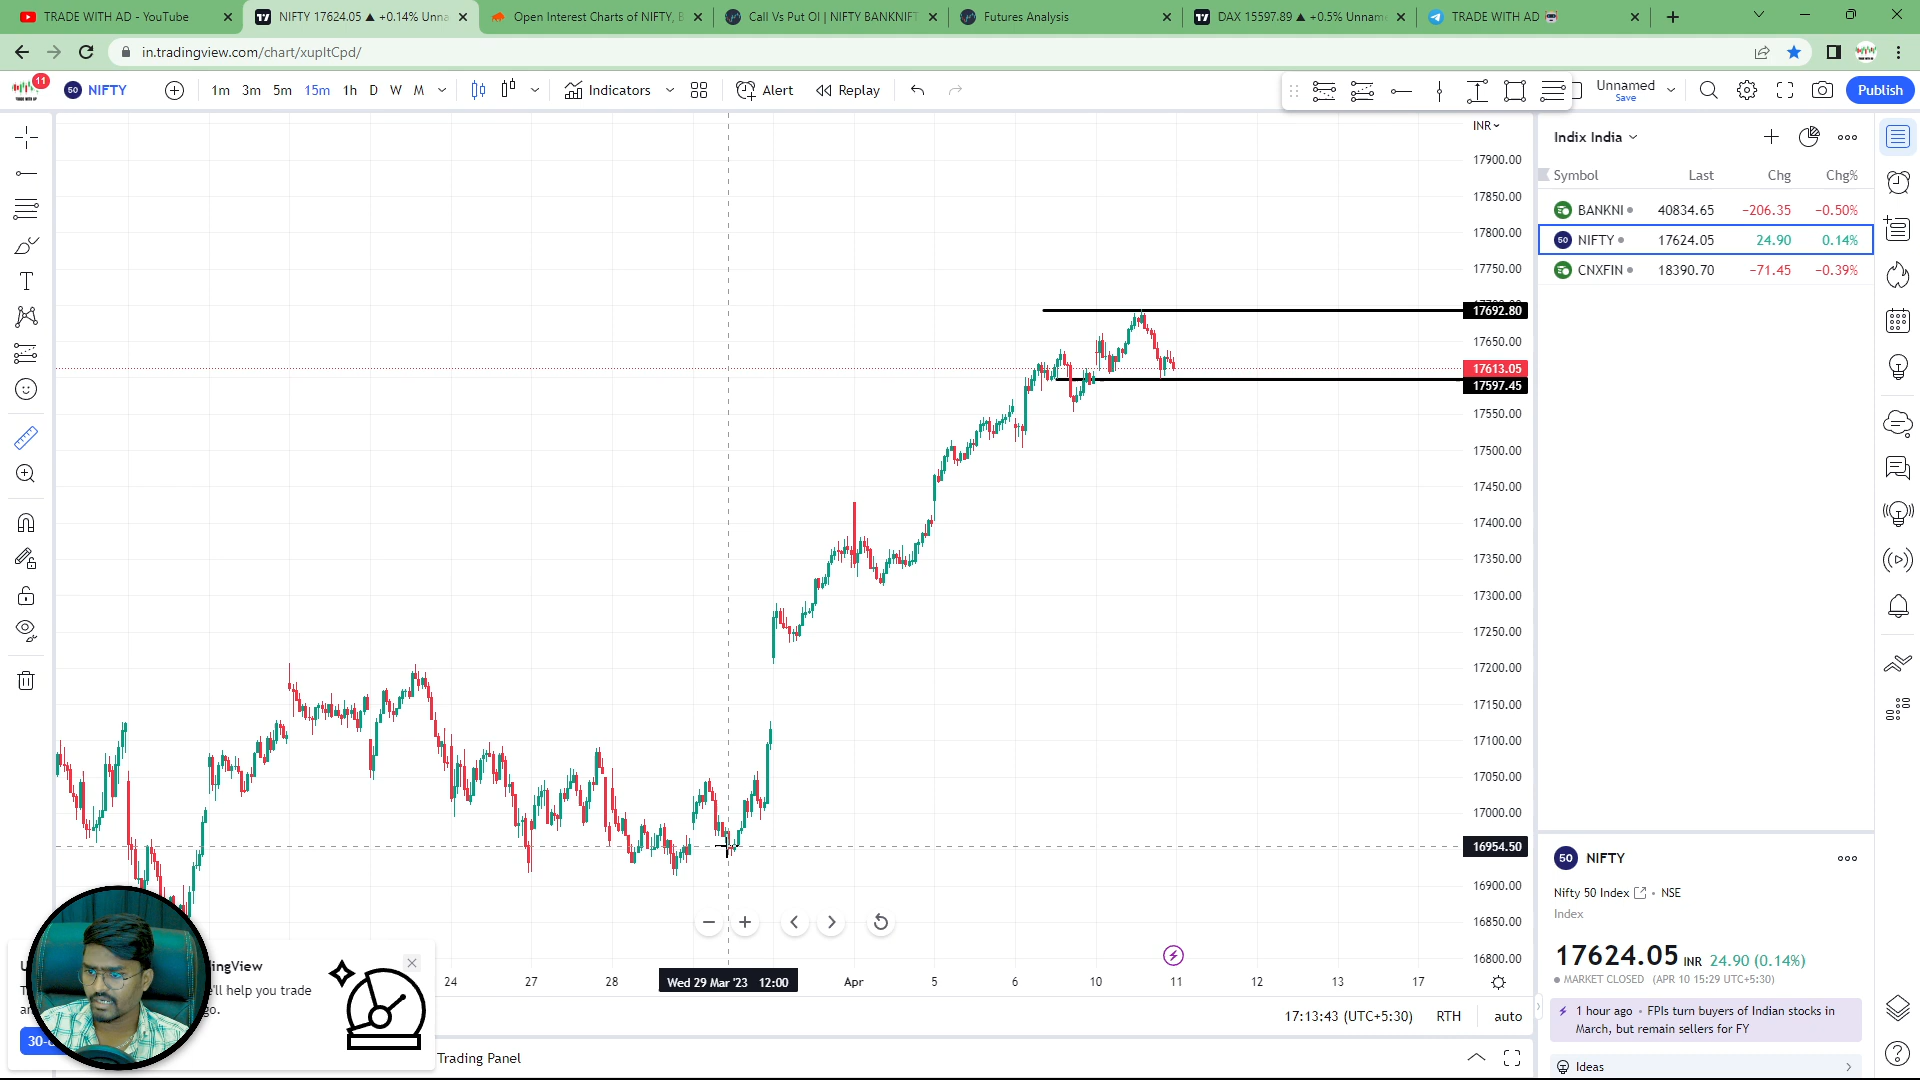 TRADE WITH AD - YouTube
NIFTY 17624.05 ▲ +0.14% Unna
Open Interest Charts of NIFTY, B
Call Vs Put OI | NIFTY BANKNIFT
Futures Analysis
DAX 15597.89 ▲ +0.5% Unnam
TRADE WITH AD
in.tradingview.com/chart/xupItCpd/
11
50 NIFTY
1m 3m 5m 15m 1h D W M
Indicators
Alert
Replay
Unnamed
Save
Publish
INR
17900.00
17850.00
17800.00
17750.00
17692.80
17650.00
17613.05
17597.45
17550.00
17500.00
17450.00
17400.00
17350.00
17300.00
17250.00
17200.00
17150.00
17100.00
17050.00
17000.00
16954.50
16900.00
16850.00
16800.00
Indix India
Symbol Last Chg Chg%
BANKNI 40834.65 −206.35 −0.50%
50 NIFTY 17624.05 24.90 0.14%
CNXFIN 18390.70 −71.45 −0.39%
24 27 28 Wed 29 Mar '23 12:00 Apr 5 6 10 11 12 13 14 17
17:13:43 (UTC+5:30) RTH auto
Trading Panel
ingView
'll help you trade
go.
30-
50 NIFTY
Nifty 50 Index • NSE
Index
17624.05 INR 24.90 (0.14%)
MARKET CLOSED (APR 10 15:29 UTC+5:30)
1 hour ago • FPIs turn buyers of Indian stocks in
March, but remain sellers for FY
Ideas